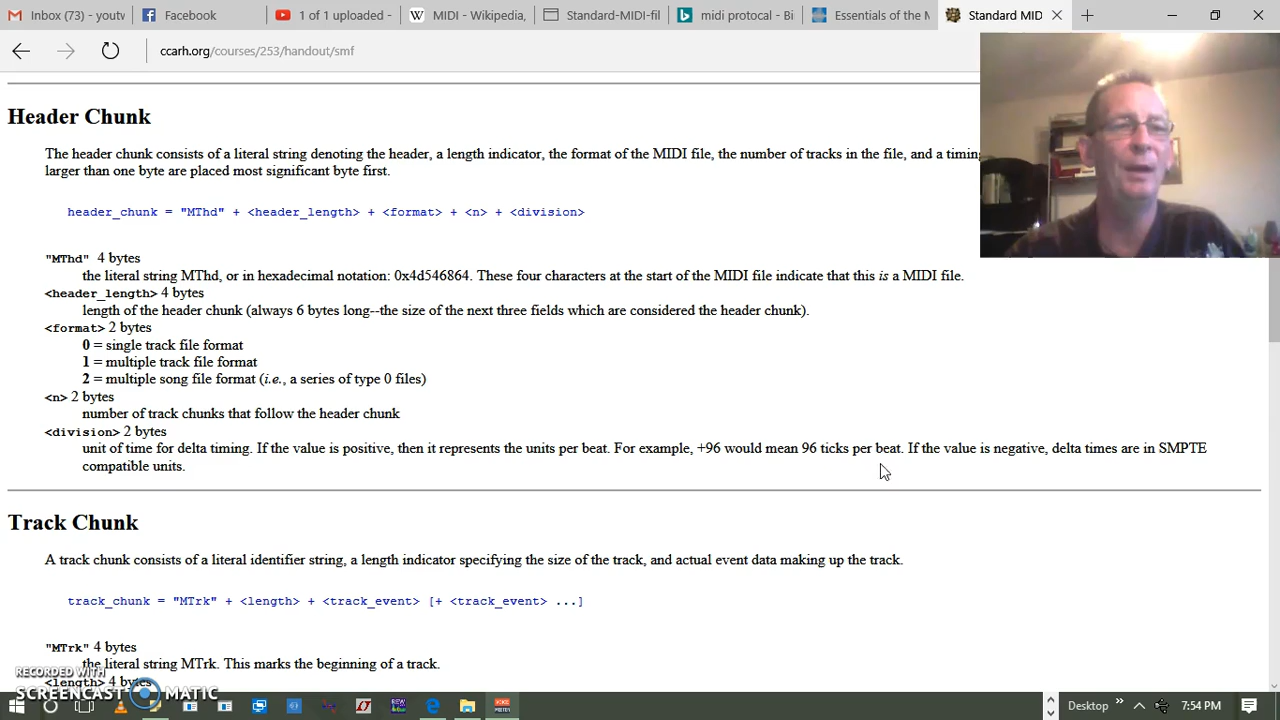 Inbox (73) - youtu
Facebook
1 of 1 uploaded -
W MIDI - Wikipedia,
Standard-MIDI-fil
midi protocal - Bi
Essentials of the M
Standard MID
ccarh.org/courses/253/handout/smf
Header Chunk
The header chunk consists of a literal string denoting the header, a length indicator, the format of the MIDI file, the number of tracks in the file, and a timing
larger than one byte are placed most significant byte first.
header_chunk = "MThd" + <header_length> + <format> + <n> + <division>
"MThd" 4 bytes
the literal string MThd, or in hexadecimal notation: 0x4d546864. These four characters at the start of the MIDI file indicate that this is a MIDI file.
<header_length> 4 bytes
length of the header chunk (always 6 bytes long--the size of the next three fields which are considered the header chunk).
<format> 2 bytes
0 = single track file format
1 = multiple track file format
2 = multiple song file format (i.e., a series of type 0 files)
<n> 2 bytes
number of track chunks that follow the header chunk
<division> 2 bytes
unit of time for delta timing. If the value is positive, then it represents the units per beat. For example, +96 would mean 96 ticks per beat. If the value is negative, delta times are in SMPTE
compatible units.
Track Chunk
A track chunk consists of a literal identifier string, a length indicator specifying the size of the track, and actual event data making up the track.
track_chunk = "MTrk" + <length> + <track_event> [+ <track_event> ...]
"MTrk" 4 bytes
the literal string MTrk. This marks the beginning of a track.
<length> 4 bytes
RECORDED WITH
SCREENCAST MATIC
Desktop
7:54 PM